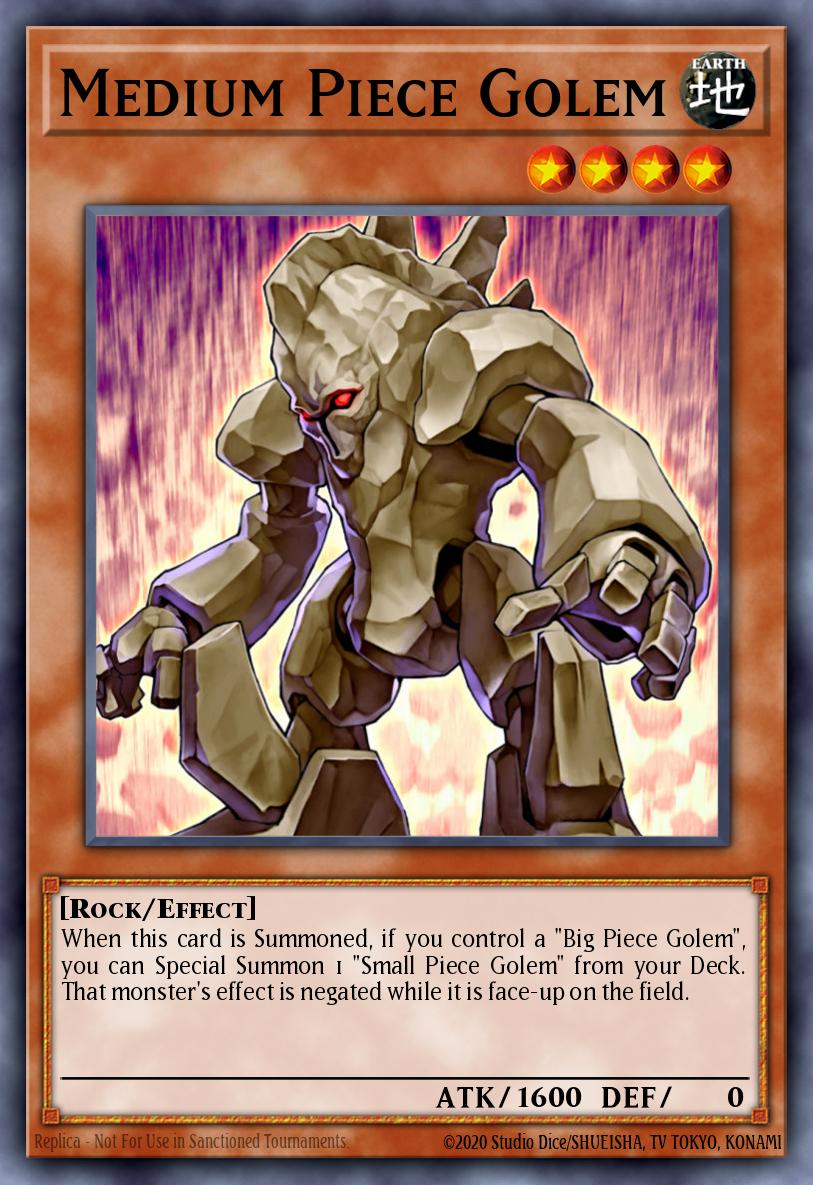 Medium Piece Golem
EARTH
地
[Rock/Effect]
When this card is Summoned, if you control a "Big Piece Golem",
you can Special Summon 1 "Small Piece Golem" from your Deck.
That monster's effect is negated while it is face-up on the field.
ATK/1600 DEF/ 0
Replica - Not For Use in Sanctioned Tournaments.
©2020 Studio Dice/SHUEISHA, TV TOKYO, KONAMI